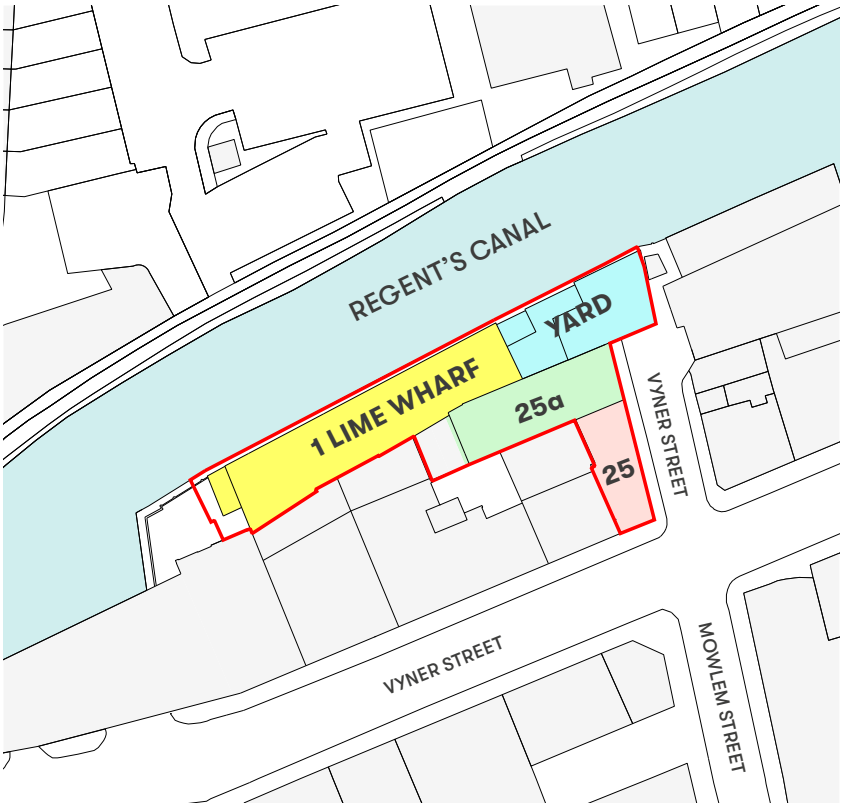 REGENT'S CANAL
YARD
1 LIME WHARF
25a
VYNER STREET
25
VYNER STREET
MOWLEM STREET